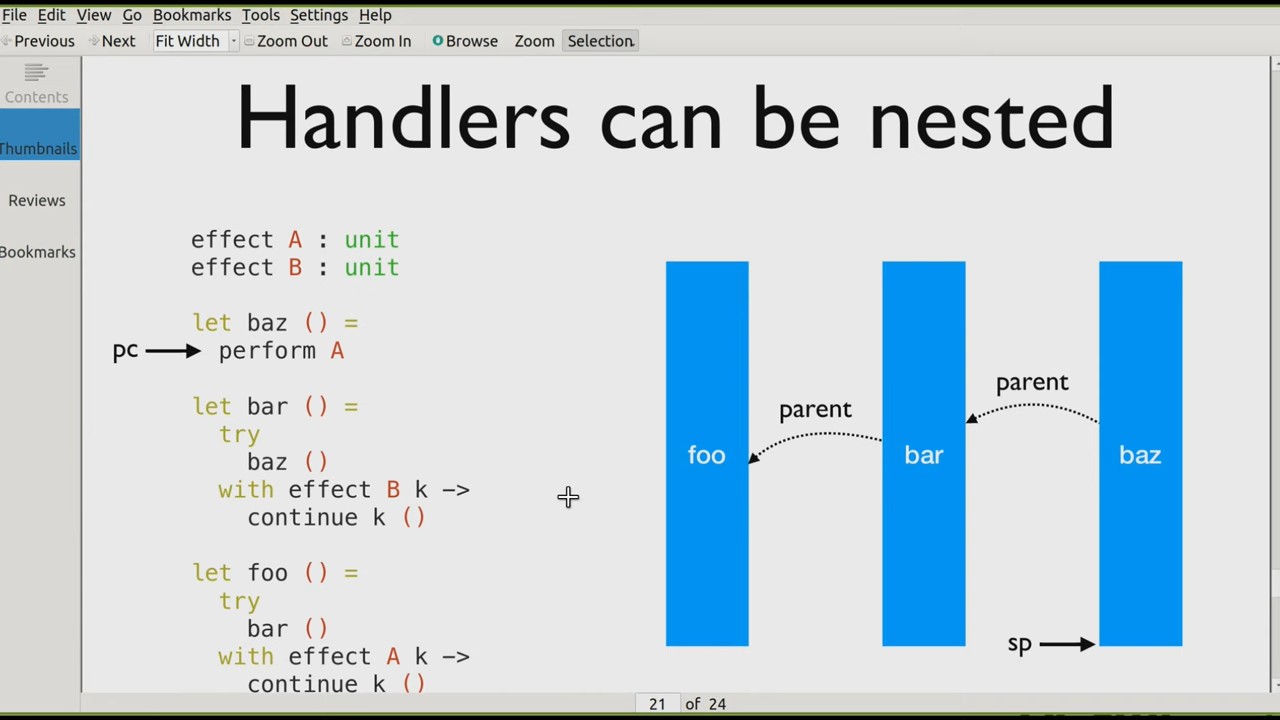 File Edit View Go Bookmarks Tools Settings Help
Previous Next Fit Width Zoom Out Zoom In Browse Zoom Selection
Contents
Thumbnails
Reviews
Bookmarks
Handlers can be nested
effect A : unit
effect B : unit
let baz () =
pc
perform A
let bar () =
try
baz ()
with effect B k ->
continue k ()
let foo () =
try
bar ()
with effect A k ->
continue k ()
parent
parent
foo
bar
baz
sp
21 of 24